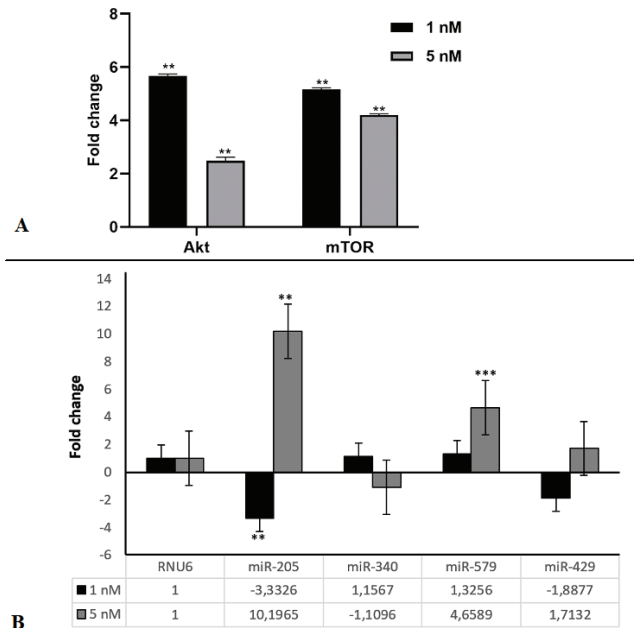 8
6
4
2
0
Fold change
**
**
**
**
1 nM
5 nM
Akt
mTOR
A
14
12
10
8
6
4
2
0
-2
-4
-6
Fold change
**
**
***
RNU6 miR-205 miR-340 miR-579 miR-429
1 nM 1 -3,3326 1,1567 1,3256 -1,8877
5 nM 1 10,1965 -1,1096 4,6589 1,7132
B